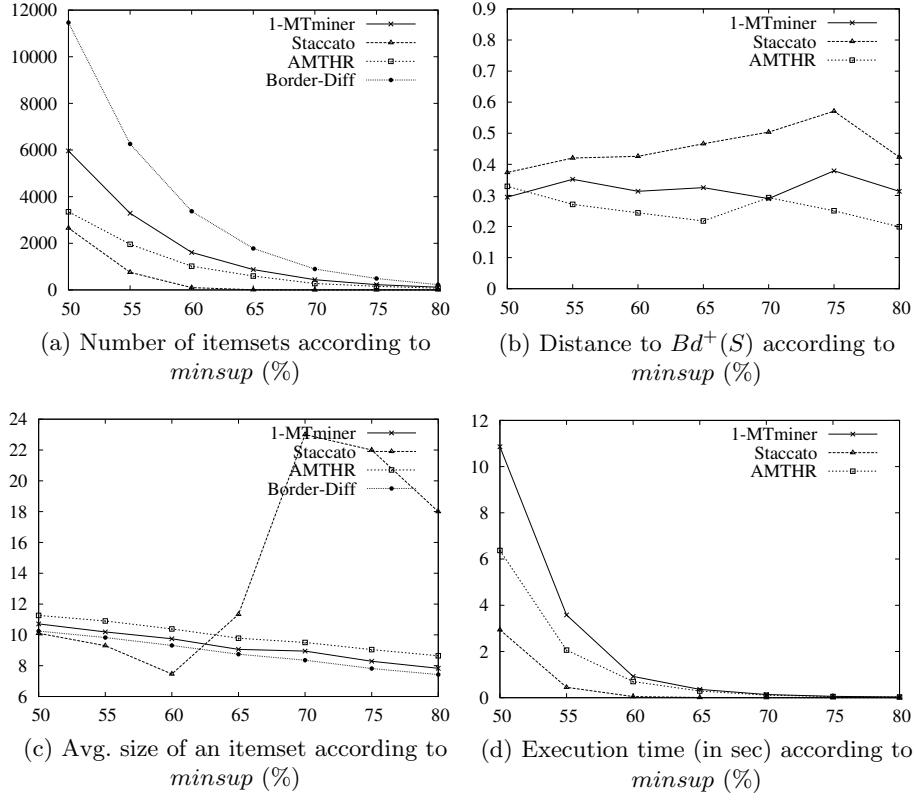 12000
10000
8000
6000
4000
2000
0
50 55 60 65 70 75 80
1-MTminer
Staccato
AMTHR
Border-Diff
(a) Number of itemsets according to
minsup (%)
0.9
0.8
0.7
0.6
0.5
0.4
0.3
0.2
0.1
0
50 55 60 65 70 75 80
1-MTminer
Staccato
AMTHR
(b) Distance to Bd⁺(S) according to
minsup (%)
24
22
20
18
16
14
12
10
8
6
50 55 60 65 70 75 80
1-MTminer
Staccato
AMTHR
Border-Diff
(c) Avg. size of an itemset according to
minsup (%)
12
10
8
6
4
2
0
50 55 60 65 70 75 80
1-MTminer
Staccato
AMTHR
(d) Execution time (in sec) according to
minsup (%)